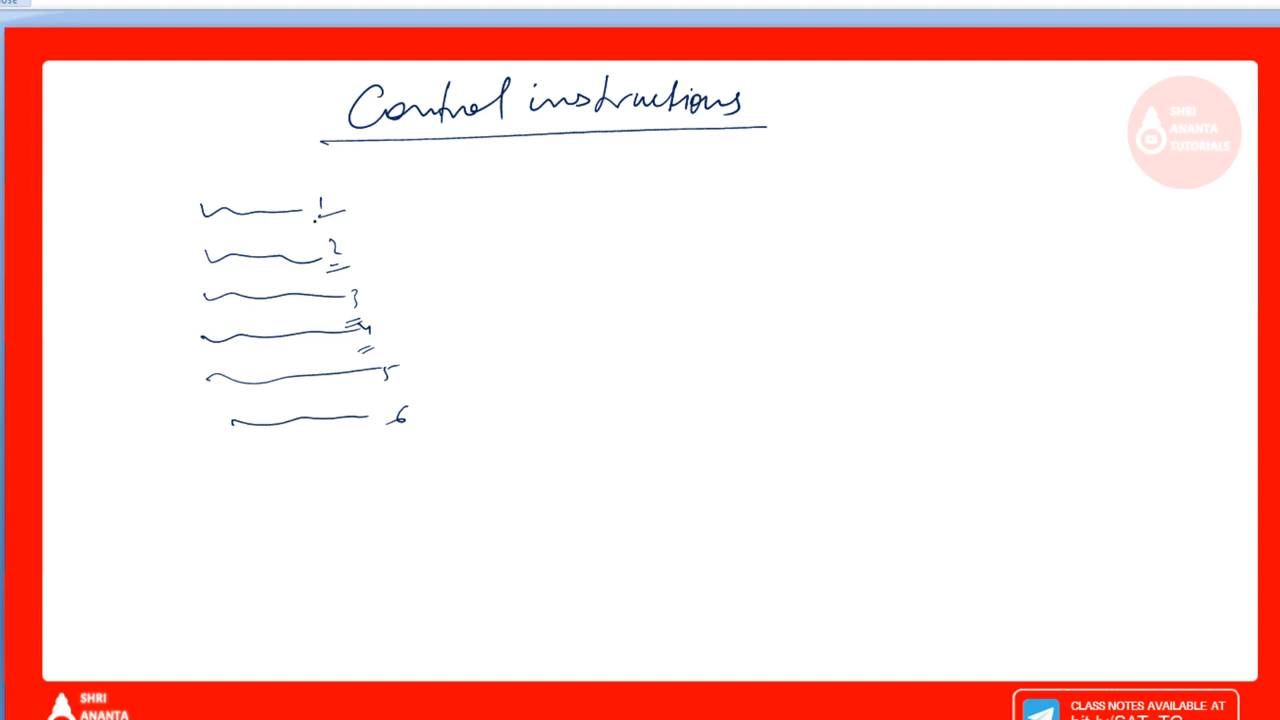 Control instructions
SHRI
ANANTA
TUTORIALS
1
2
3
4
5
6
SHRI
ANANTA
CLASS NOTES AVAILABLE AT